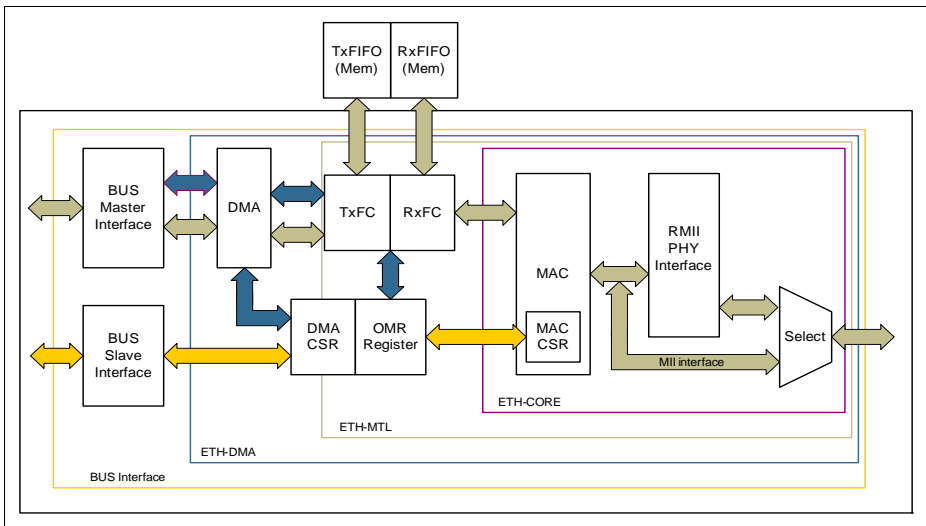 TxFIFO
(Mem)
RxFIFO
(Mem)
BUS
Master
Interface
DMA
TxFC
RxFC
MAC
RMII
PHY
Interface
BUS
Slave
Interface
DMA
CSR
OMR
Register
MAC
CSR
Select
MII interface
ETH-CORE
ETH-MTL
ETH-DMA
BUS Interface